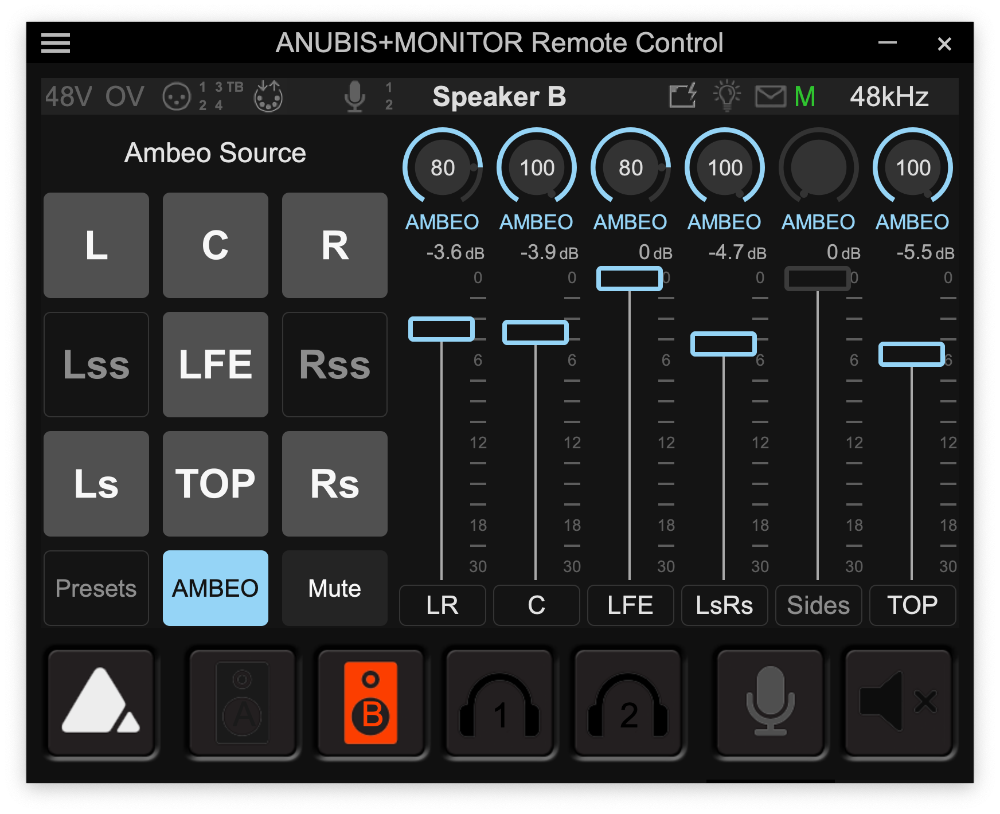 ANUBIS+MONITOR Remote Control
48V OV 1 3 TB 2 4 1 2 Speaker B M 48kHz
Ambeo Source
80 100 80 100 100
AMBEO AMBEO AMBEO AMBEO AMBEO AMBEO
-3.6 dB -3.9 dB 0 dB -4.7 dB 0 dB -5.5 dB
0 0 0 0 0 0
L C R
6 6 6 6 6 6
Lss LFE Rss
12 12 12 12 12 12
Ls TOP Rs
18 18 18 18 18 18
30 30 30 30 30 30
Presets AMBEO Mute
LR C LFE LsRs Sides TOP
A B 1 2